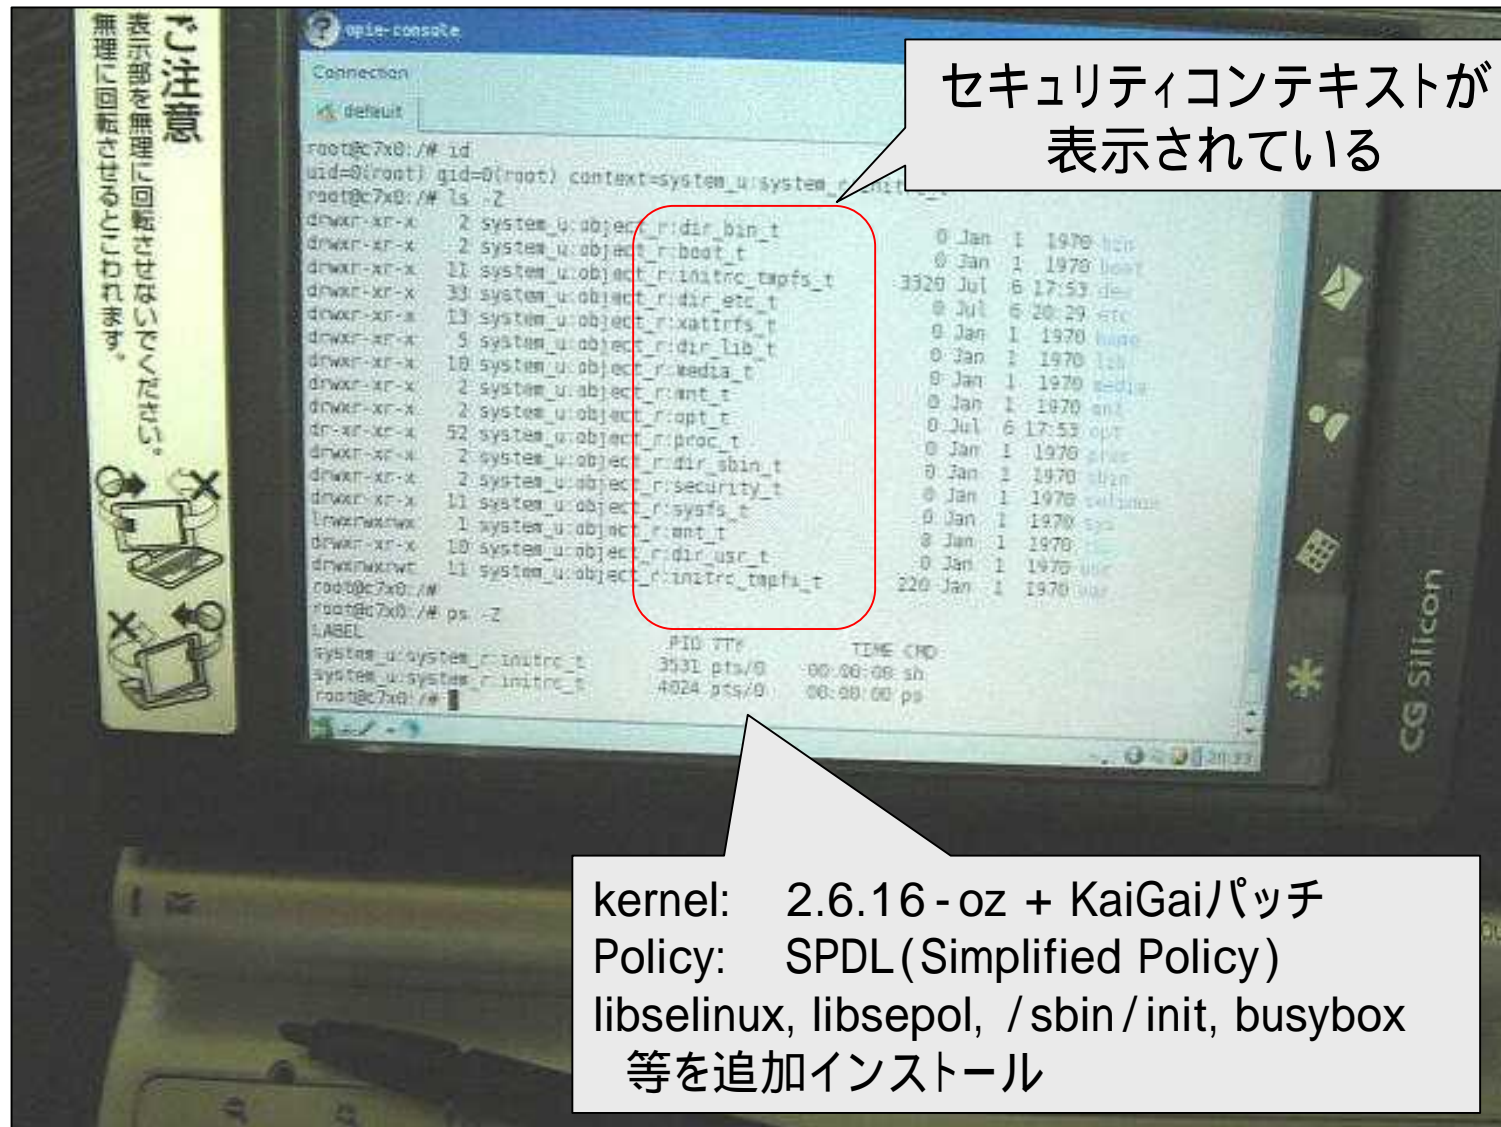 ご注意
表示部を無理に回転させないでください。
無理に回転させるとこわれます。
opie-console
Connection
default
セキュリティコンテキストが
表示されている
root@c7x0:/# id
uid=0(root) gid=0(root) context=system_u:system_r:initrc_t
root@c7x0:/# ls -Z
drwxr-xr-x 2 system_u:object_r:dir_bin_t 0 Jan 1 1970 bin
drwxr-xr-x 2 system_u:object_r:boot_t 0 Jan 1 1970 boot
drwxr-xr-x 11 system_u:object_r:initrc_tmpfs_t 3320 Jul 6 17:53 dev
drwxr-xr-x 33 system_u:object_r:dir_etc_t 0 Jul 6 20:29 etc
drwxr-xr-x 13 system_u:object_r:xattrfs_t 0 Jan 1 1970 home
drwxr-xr-x 5 system_u:object_r:dir_lib_t 0 Jan 1 1970 lib
drwxr-xr-x 10 system_u:object_r:media_t 0 Jan 1 1970 media
drwxr-xr-x 2 system_u:object_r:mnt_t 0 Jan 1 1970 mnt
drwxr-xr-x 2 system_u:object_r:opt_t 0 Jul 6 17:53 opt
dr-xr-xr-x 52 system_u:object_r:proc_t 0 Jan 1 1970 proc
drwxr-xr-x 2 system_u:object_r:dir_sbin_t 0 Jan 1 1970 sbin
drwxr-xr-x 2 system_u:object_r:security_t 0 Jan 1 1970 selinux
drwxr-xr-x 11 system_u:object_r:sysfs_t 0 Jan 1 1970 sys
lrwxrwxrwx 1 system_u:object_r:mnt_t 8 Jan 1 1970
drwxr-xr-x 10 system_u:object_r:dir_usr_t 0 Jan 1 1970 usr
drwxrwxrwt 11 system_u:object_r:initrc_tmpfs_t 220 Jan 1 1970 var
root@c7x0:/#
root@c7x0:/# ps -Z
LABEL PID TTY TIME CMD
system_u:system_r:initrc_t 3531 pts/0 00:00:00 sh
system_u:system_r:initrc_t 4024 pts/0 00:00:00 ps
root@c7x0:/#
CG Silicon
kernel: 2.6.16-oz + KaiGaiパッチ
Policy: SPDL(Simplified Policy)
libselinux, libsepol, /sbin/init, busybox
等を追加インストール